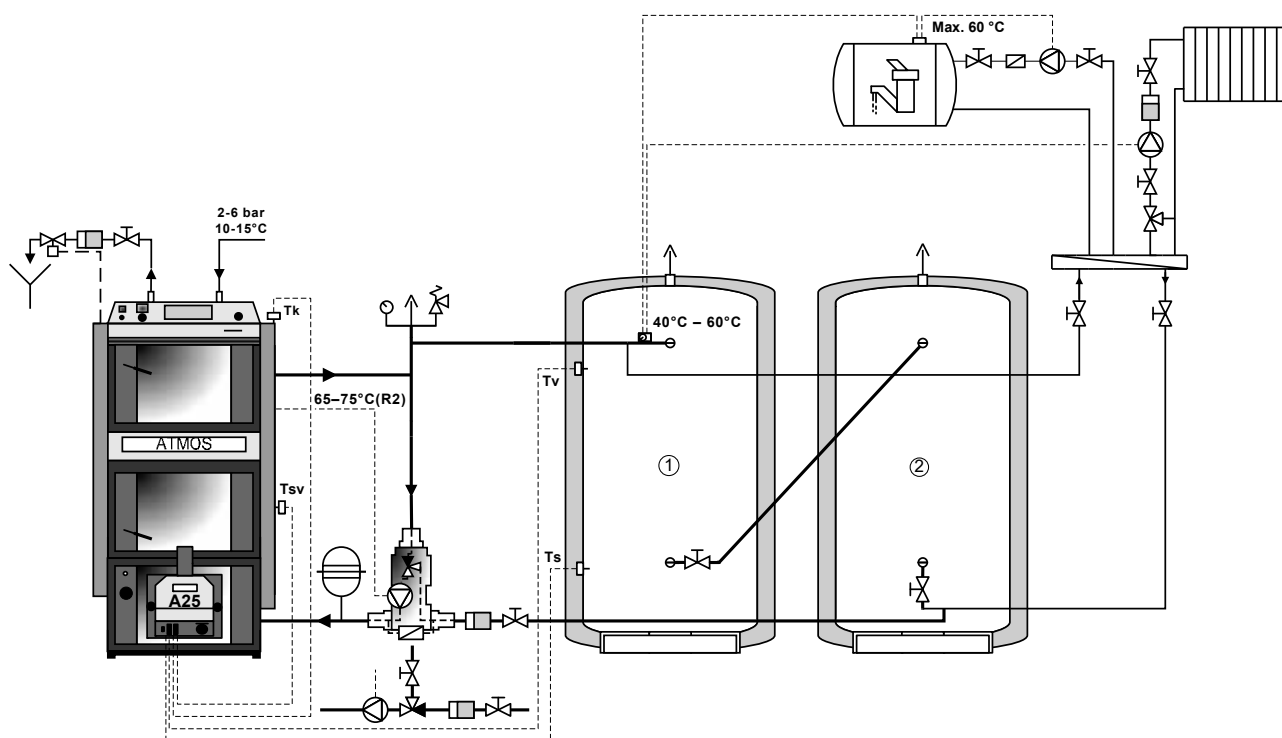 Max. 60 °C
2-6 bar
10-15°C
Tk
40°C – 60°C
Tv
65–75°C(R2)
ATMOS
1
2
Tsv
Ts
A25